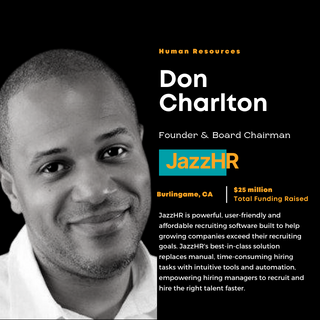 Human Resources
Don
Charlton
Founder & Board Chairman
JazzHR
Burlingame, CA
$25 million
Total Funding Raised
JazzHR is powerful, user-friendly and
affordable recruiting software built to help
growing companies exceed their recruiting
goals. JazzHR's best-in-class solution
replaces manual, time-consuming hiring
tasks with intuitive tools and automation,
empowering hiring managers to recruit and
hire the right talent faster.